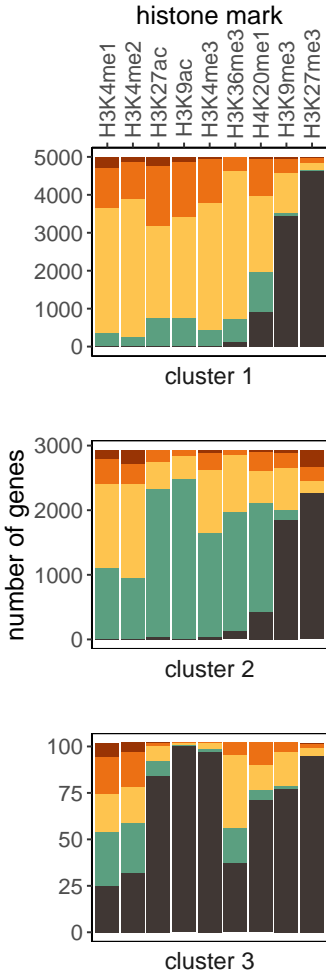 histone mark
H3K4me1
H3K4me2
H3K27ac
H3K9ac
H3K4me3
H3K36me3
H4K20me1
H3K9me3
H3K27me3
5000
4000
3000
2000
1000
0
cluster 1
number of genes
3000
2000
1000
0
cluster 2
100
75
50
25
0
cluster 3